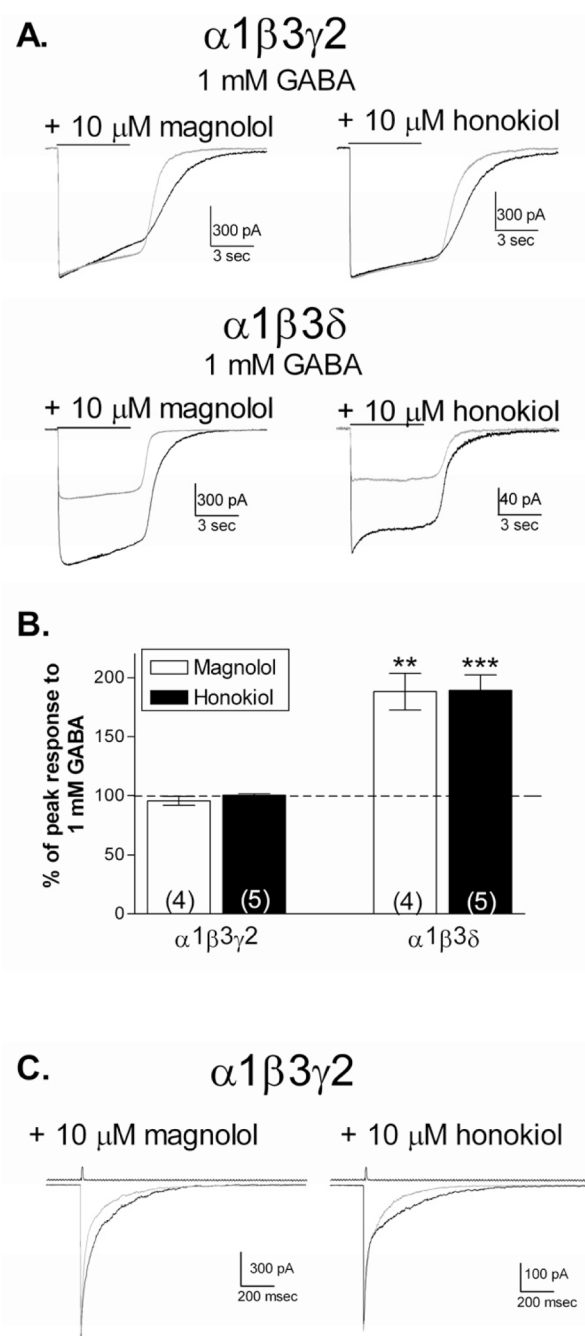 A.
α1β3γ2
1 mM GABA
+ 10 μM magnolol
+ 10 μM honokiol
300 pA
3 sec
300 pA
3 sec
α1β3δ
1 mM GABA
+ 10 μM magnolol
+ 10 μM honokiol
300 pA
3 sec
40 pA
3 sec
B.
% of peak response to
1 mM GABA
200
150
100
50
0
Magnolol
Honokiol
**
***
(4)
(5)
(4)
(5)
α1β3γ2
α1β3δ
C.
α1β3γ2
+ 10 μM magnolol
+ 10 μM honokiol
300 pA
200 msec
100 pA
200 msec